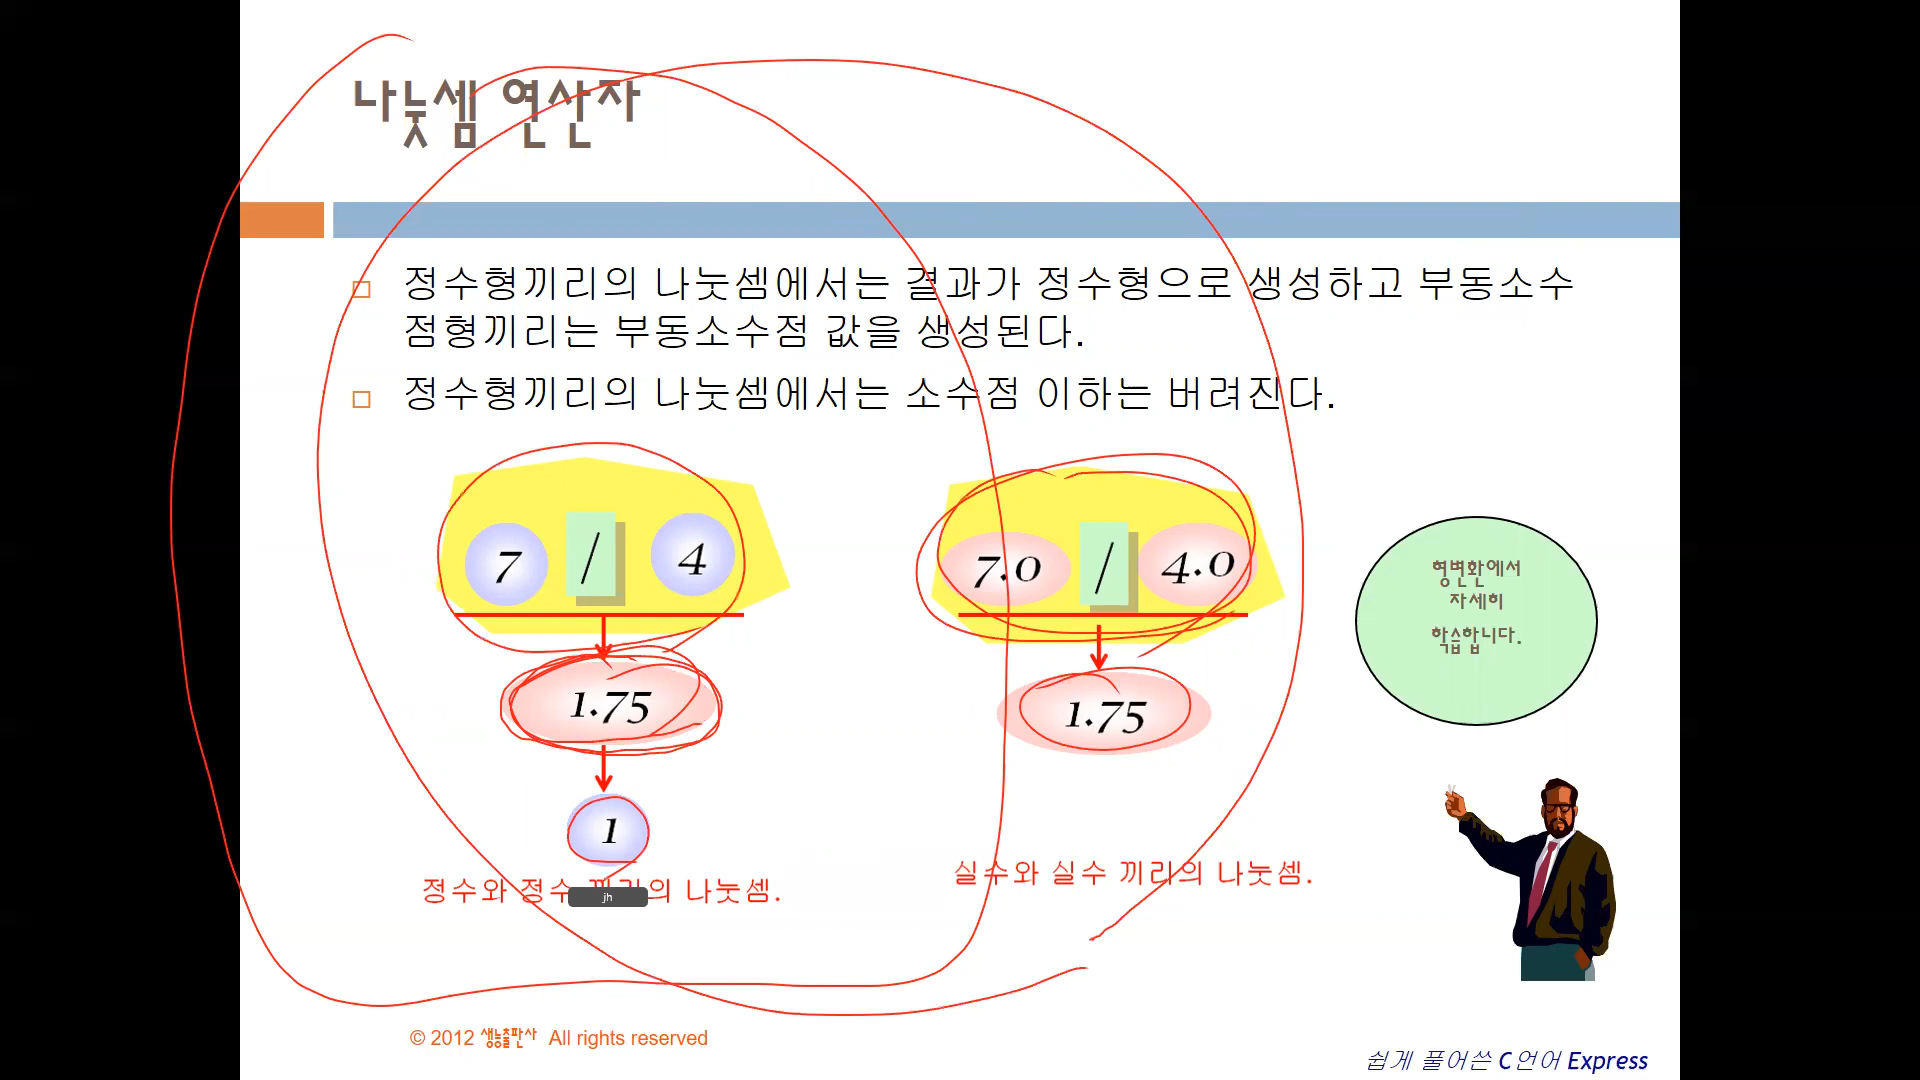 나눗셈 연산자
정수형끼리의 나눗셈에서는 결과가 정수형으로 생성하고 부동소수
점형끼리는 부동소수점 값을 생성된다.
정수형끼리의 나눗셈에서는 소수점 이하는 버려진다.
7 / 4
1.75
1
정수와 정수 의 나눗셈.
jh
7.0 / 4.0
1.75
실수와 실수 끼리의 나눗셈.
형변환에서
자세히
학습합니다.
© 2012 생능출판사 All rights reserved
쉽게 풀어쓴 C언어 Express